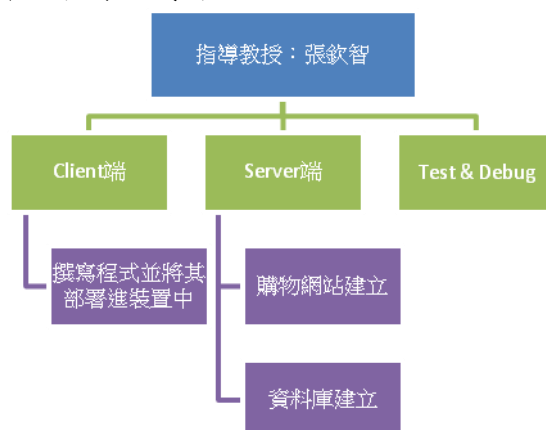 指導教授：張欽智
Client端
Server端
Test & Debug
撰寫程式並將其
部署進裝置中
購物網站建立
資料庫建立